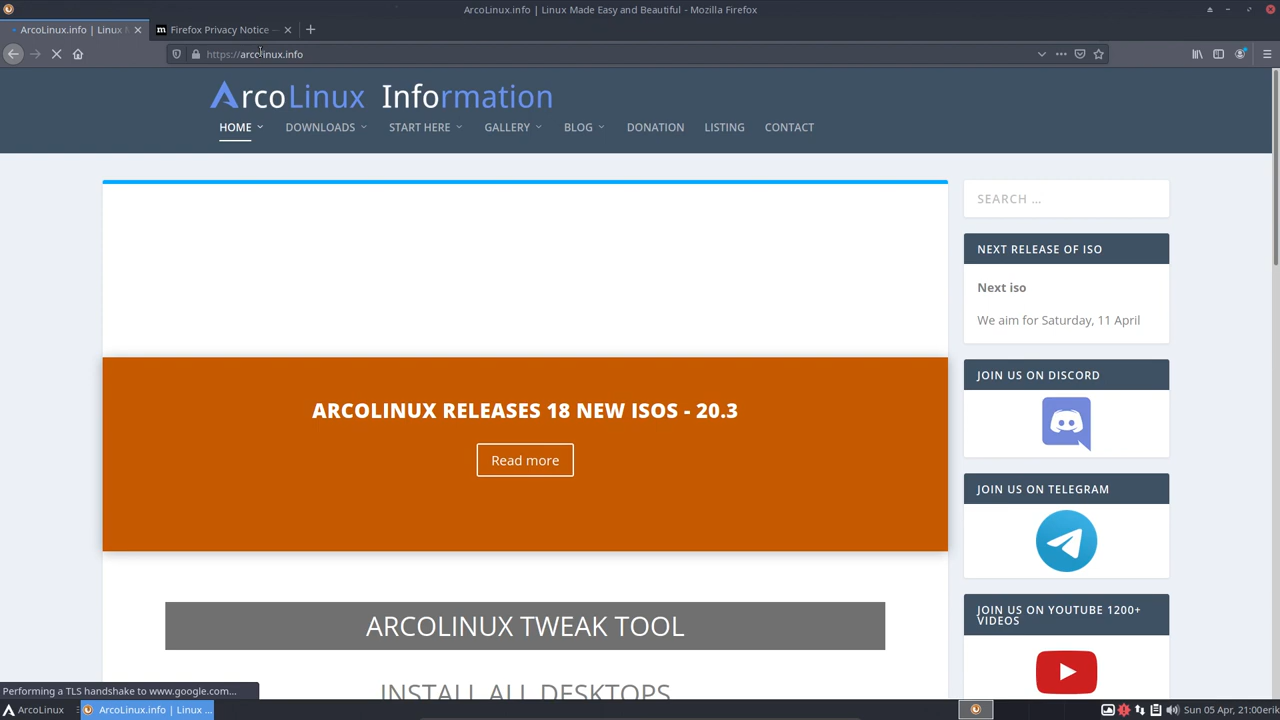 ArcoLinux.info | Linux Made Easy and Beautiful - Mozilla Firefox
ArcoLinux.info | Linux M
Firefox Privacy Notice —
https://arcolinux.info
ArcoLinux Information
HOME
DOWNLOADS
START HERE
GALLERY
BLOG
DONATION
LISTING
CONTACT
SEARCH …
NEXT RELEASE OF ISO
Next iso
We aim for Saturday, 11 April
JOIN US ON DISCORD
ARCOLINUX RELEASES 18 NEW ISOS - 20.3
Read more
JOIN US ON TELEGRAM
JOIN US ON YOUTUBE 1200+
VIDEOS
ARCOLINUX TWEAK TOOL
INSTALL ALL DESKTOPS
Performing a TLS handshake to www.google.com…
ArcoLinux
ArcoLinux.info | Linux ...
Sun 05 Apr, 21:00
erik